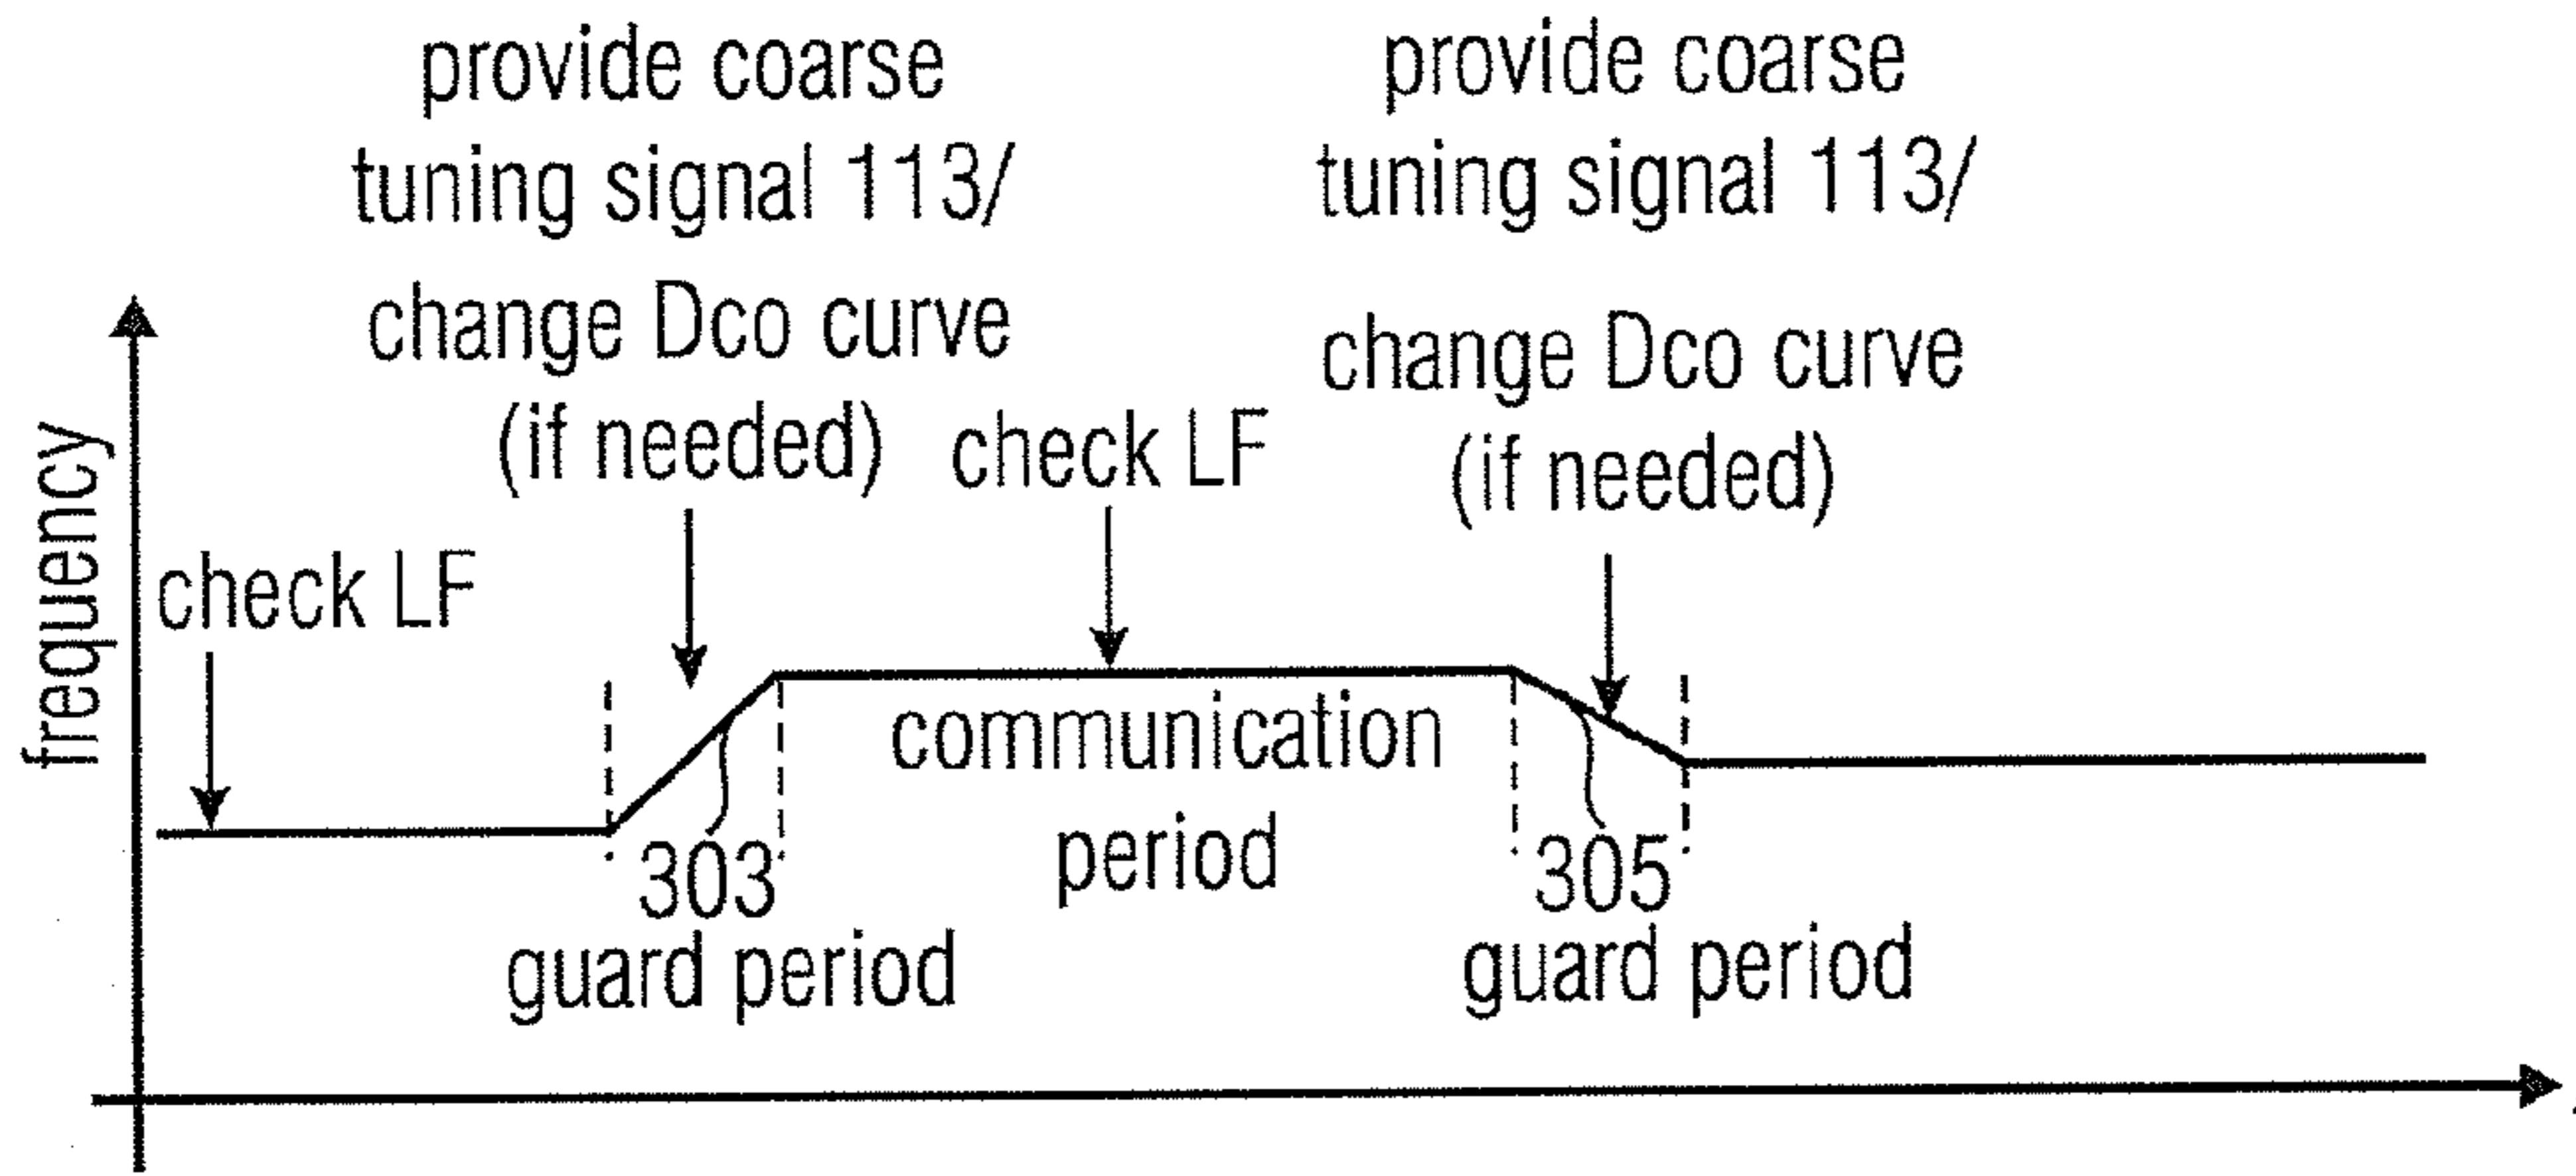 provide coarse
tuning signal 113/
change Dco curve
(if needed)
provide coarse
tuning signal 113/
change Dco curve
(if needed)
frequency
check LF
check LF
communication
period
303
guard period
305
guard period